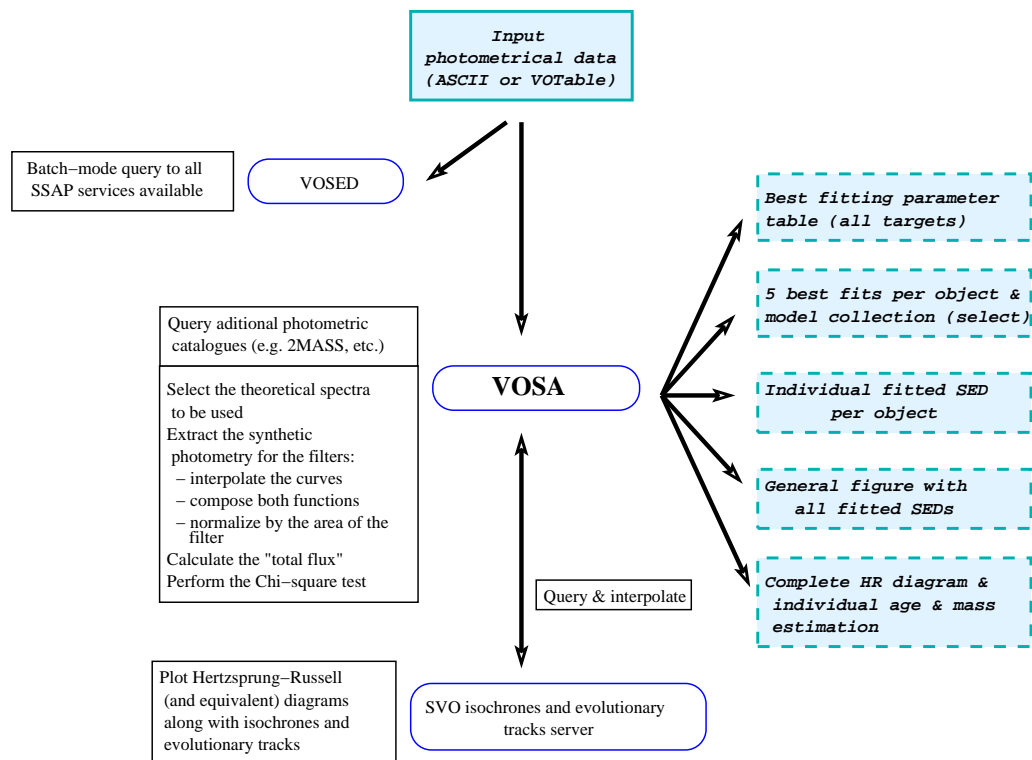 Input
photometrical data
(ASCII or VOTable)
Batch−mode query to all
SSAP services available
VOSED
Best fitting parameter
table (all targets)
5 best fits per object &
model collection (select)
Query aditional photometric
catalogues (e.g. 2MASS, etc.)
VOSA
Select the theoretical spectra
to be used
Extract the synthetic
photometry for the filters:
− interpolate the curves
− compose both functions
− normalize by the area of the
filter
Calculate the "total flux"
Perform the Chi−square test
Individual fitted SED
per object
General figure with
all fitted SEDs
Complete HR diagram &
individual age & mass
estimation
Query & interpolate
Plot Hertzsprung−Russell
(and equivalent) diagrams
along with isochrones and
evolutionary tracks
SVO isochrones and evolutionary
tracks server